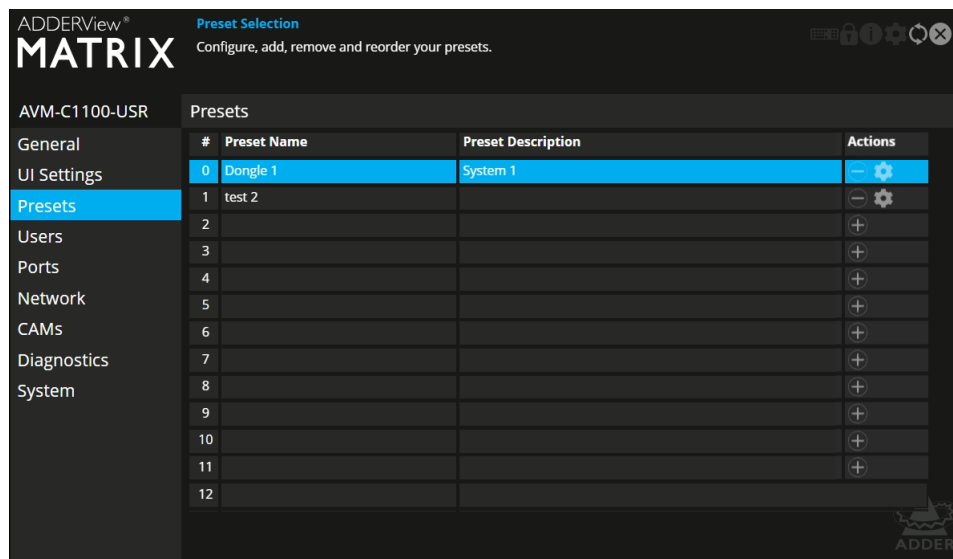 ADDERView®
MATRIX
Preset Selection
Configure, add, remove and reorder your presets.
AVM-C1100-USR
General
UI Settings
Presets
Users
Ports
Network
CAMs
Diagnostics
System
Presets
# Preset Name Preset Description Actions
0 Dongle 1 System 1
1 test 2
2
3
4
5
6
7
8
9
10
11
12
ADDER